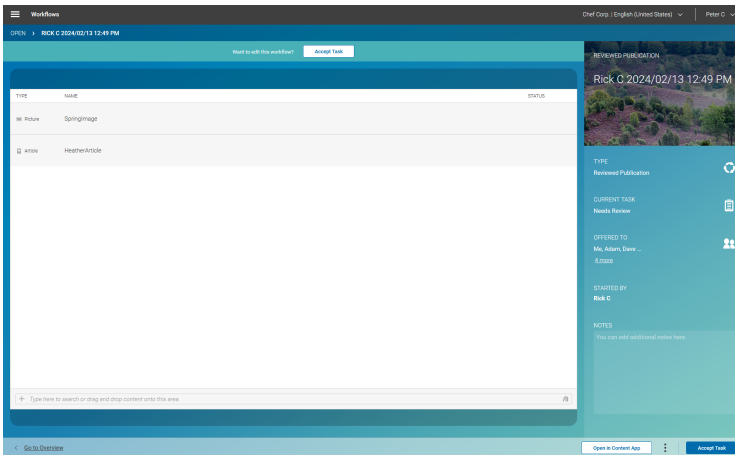 Workflows
Chef Corp. | English (United States)
Peter C
OPEN > RICK C 2024/02/13 12:49 PM
Want to edit this workflow?
Accept Task
TYPE NAME STATUS
Picture SpringImage
Article HeatherArticle
Type here to search or drag and drop content onto this area.
REVIEWED PUBLICATION
Rick C 2024/02/13 12:49 PM
TYPE
Reviewed Publication
CURRENT TASK
Needs Review
OFFERED TO
Me, Adam, Dave ...
4 more
STARTED BY
Rick C
NOTES
You can add additional notes here.
Go to Overview
Open in Content App
Accept Task